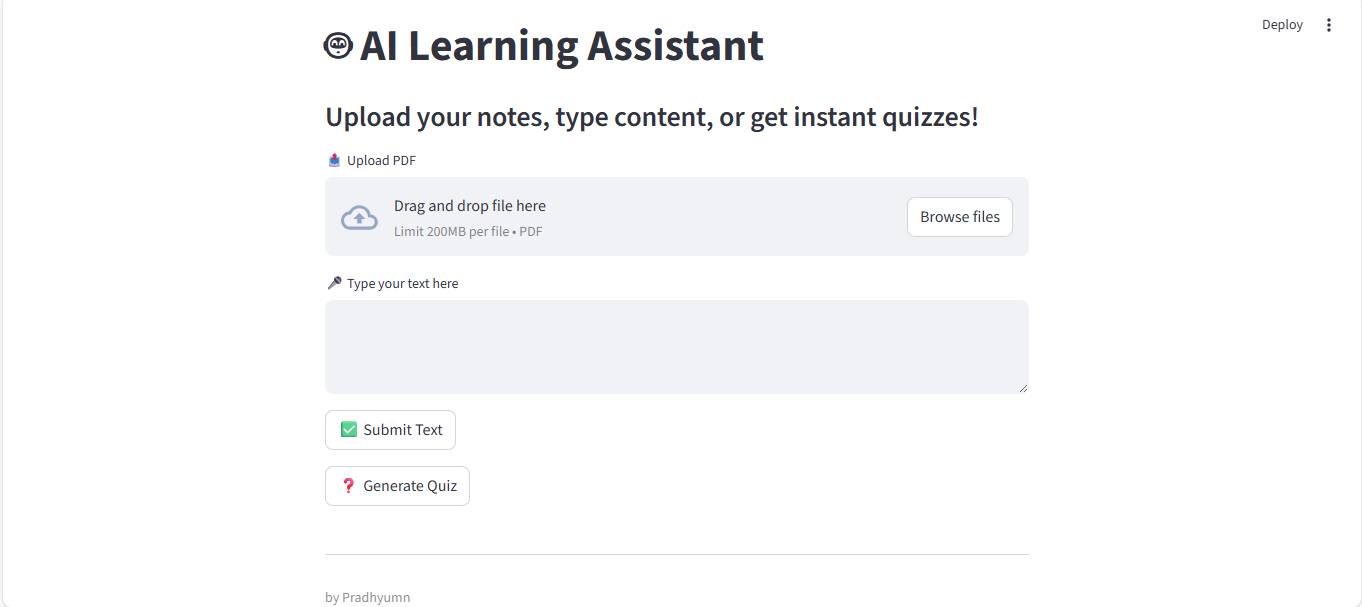 Deploy
AI Learning Assistant
Upload your notes, type content, or get instant quizzes!
Upload PDF
Drag and drop file here
Limit 200MB per file • PDF
Browse files
Type your text here
Submit Text
Generate Quiz
by Pradhyumn